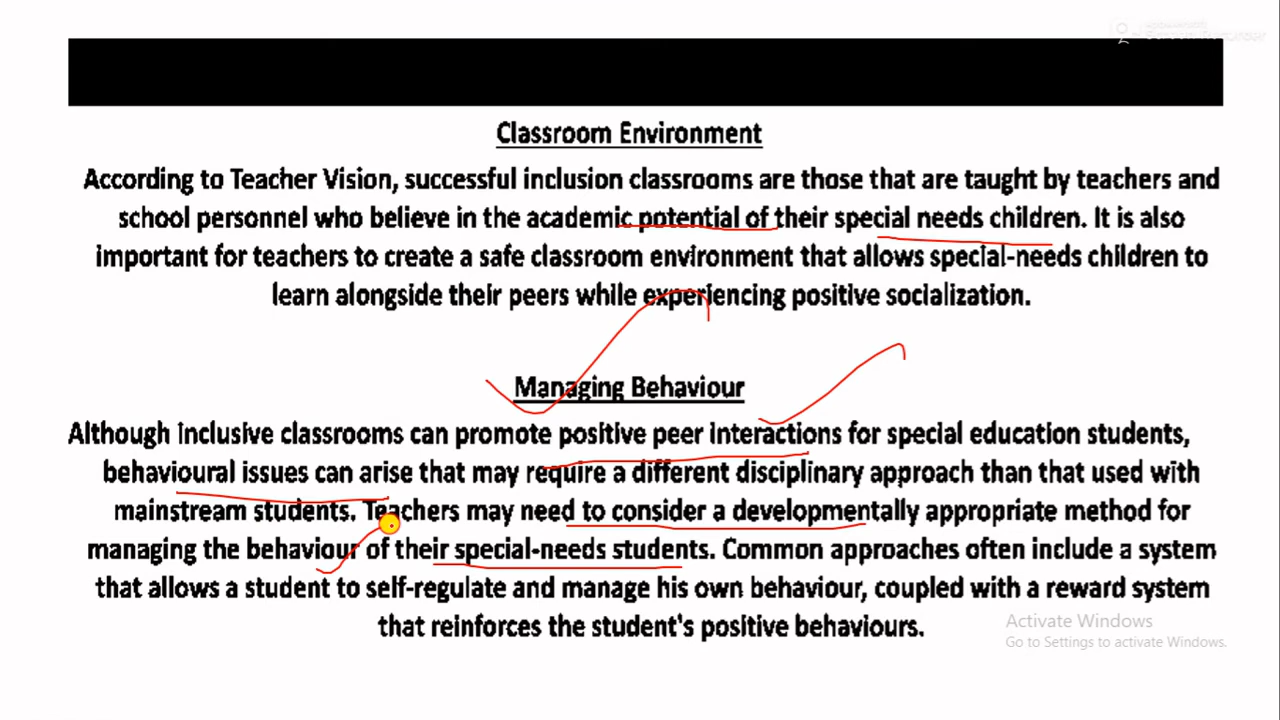 Classroom Environment
According to Teacher Vision, successful inclusion classrooms are those that are taught by teachers and
school personnel who believe in the academic potential of their special needs children. It is also
important for teachers to create a safe classroom environment that allows special-needs children to
learn alongside their peers while experiencing positive socialization.
Managing Behaviour
Although inclusive classrooms can promote positive peer interactions for special education students,
behavioural issues can arise that may require a different disciplinary approach than that used with
mainstream students. Teachers may need to consider a developmentally appropriate method for
managing the behaviour of their special-needs students. Common approaches often include a system
that allows a student to self-regulate and manage his own behaviour, coupled with a reward system
that reinforces the student's positive behaviours.
Activate Windows
Go to Settings to activate Windows.